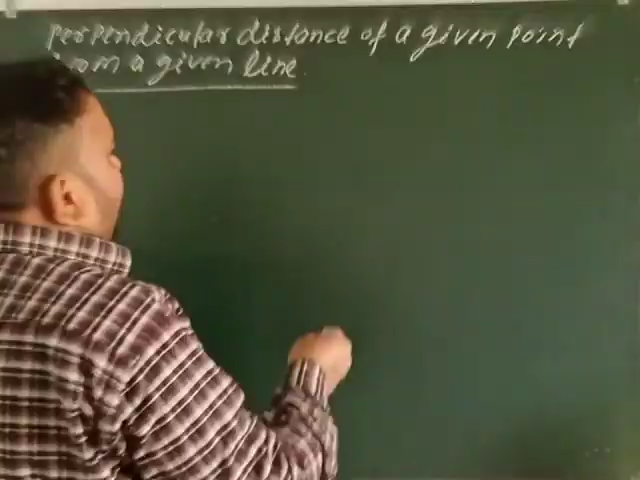 perpendicular distance of a given point
from a given line